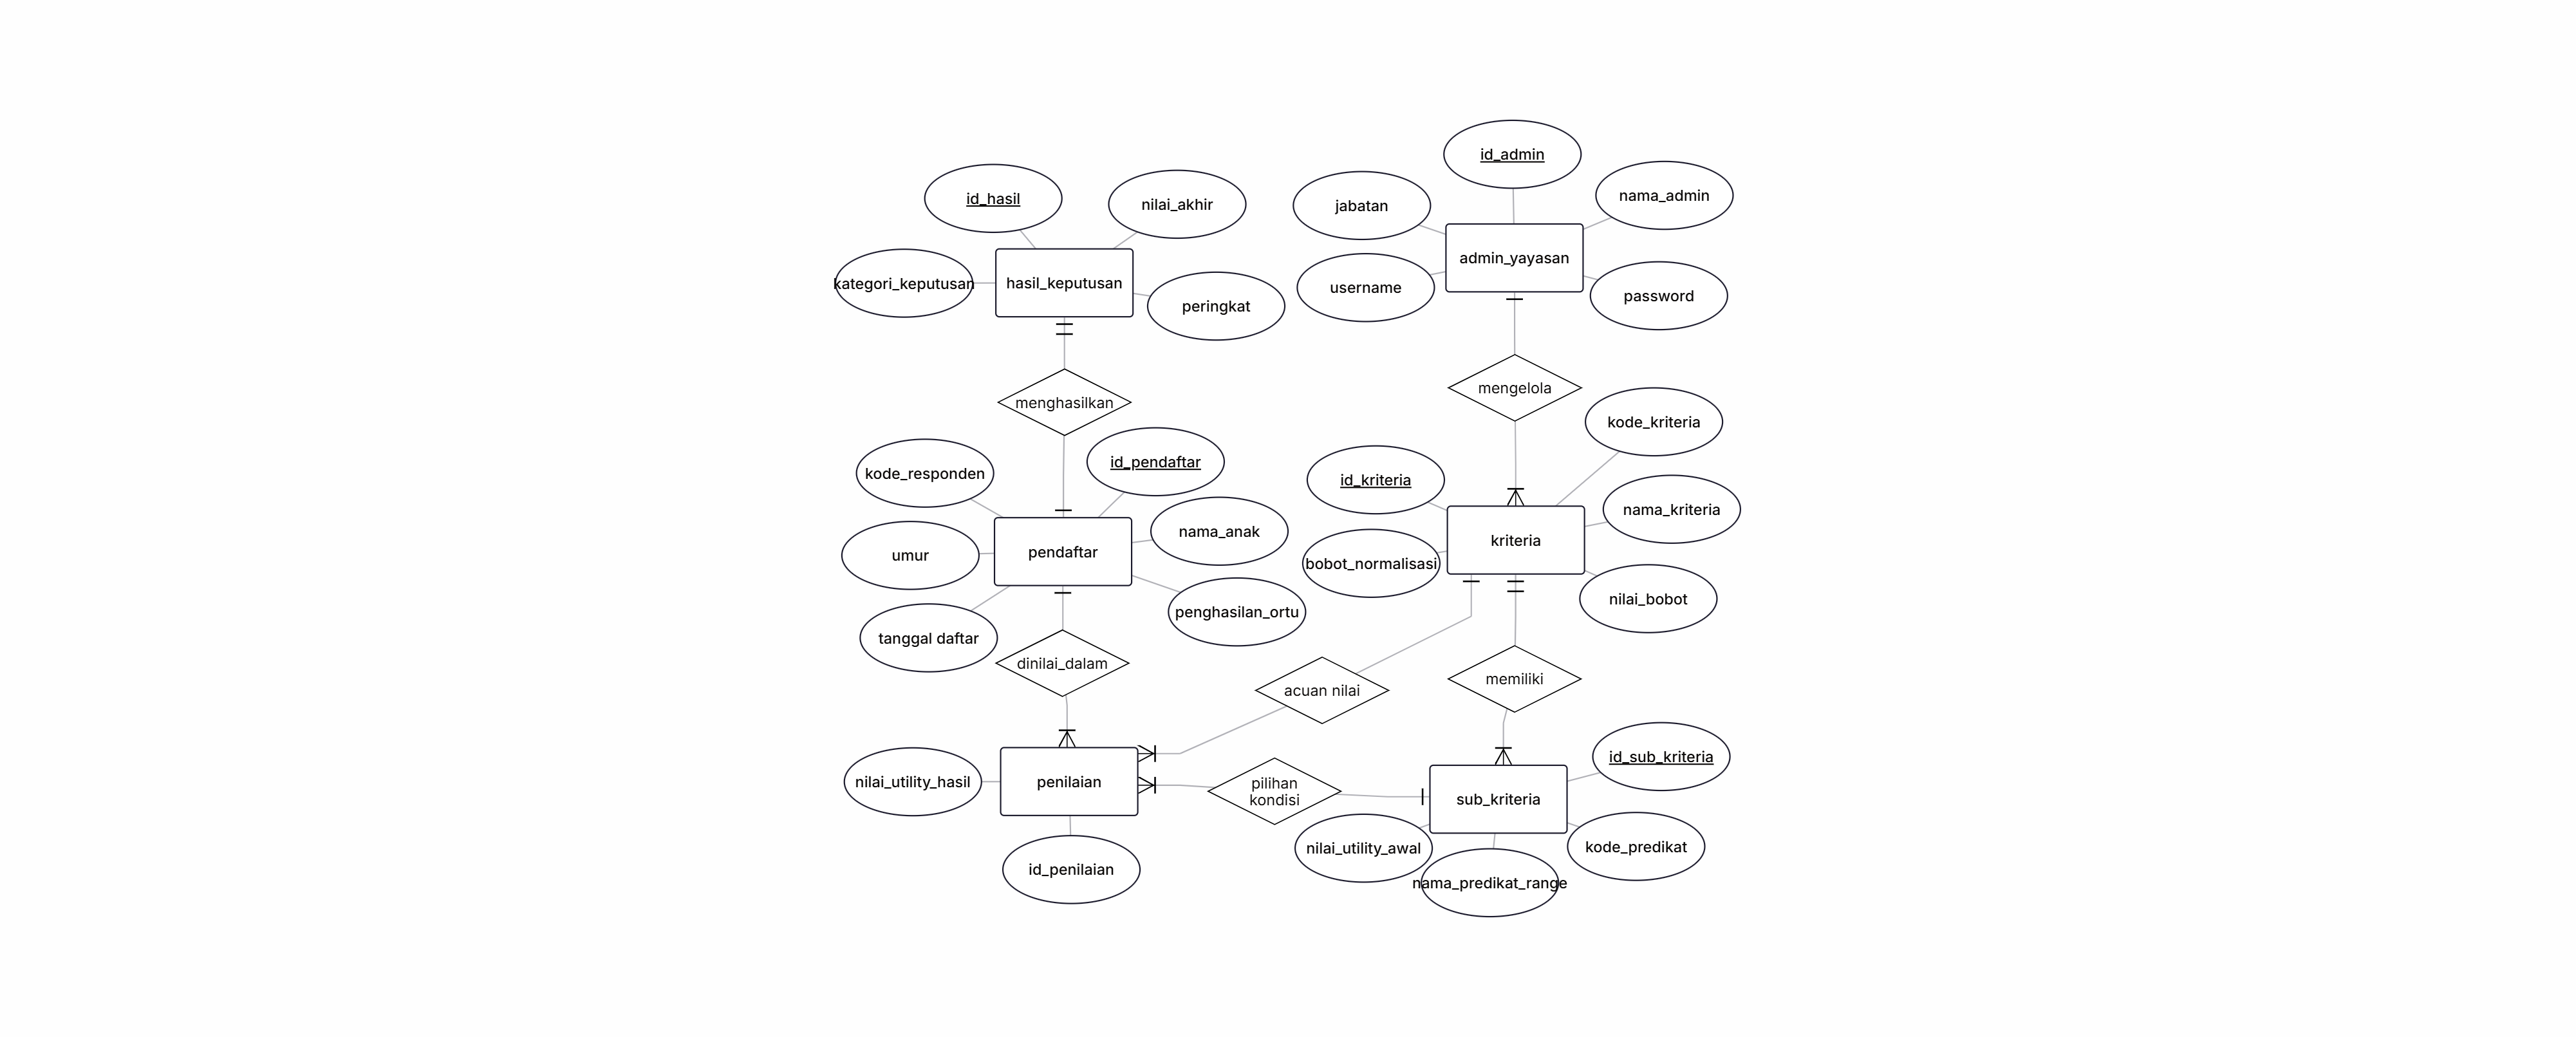 id_admin
nama_admin
jabatan
admin_yayasan
username
password
id_hasil
nilai_akhir
kategori_keputusan
hasil_keputusan
peringkat
menghasilkan
mengelola
kode_kriteria
kode_responden
id_pendaftar
id_kriteria
nama_kriteria
nama_anak
umur
pendaftar
kriteria
bobot_normalisasi
nilai_bobot
penghasilan_ortu
tanggal daftar
dinilai_dalam
acuan nilai
memiliki
id_sub_kriteria
nilai_utility_hasil
penilaian
pilihan
kondisi
sub_kriteria
nilai_utility_awal
kode_predikat
id_penilaian
nama_predikat_range